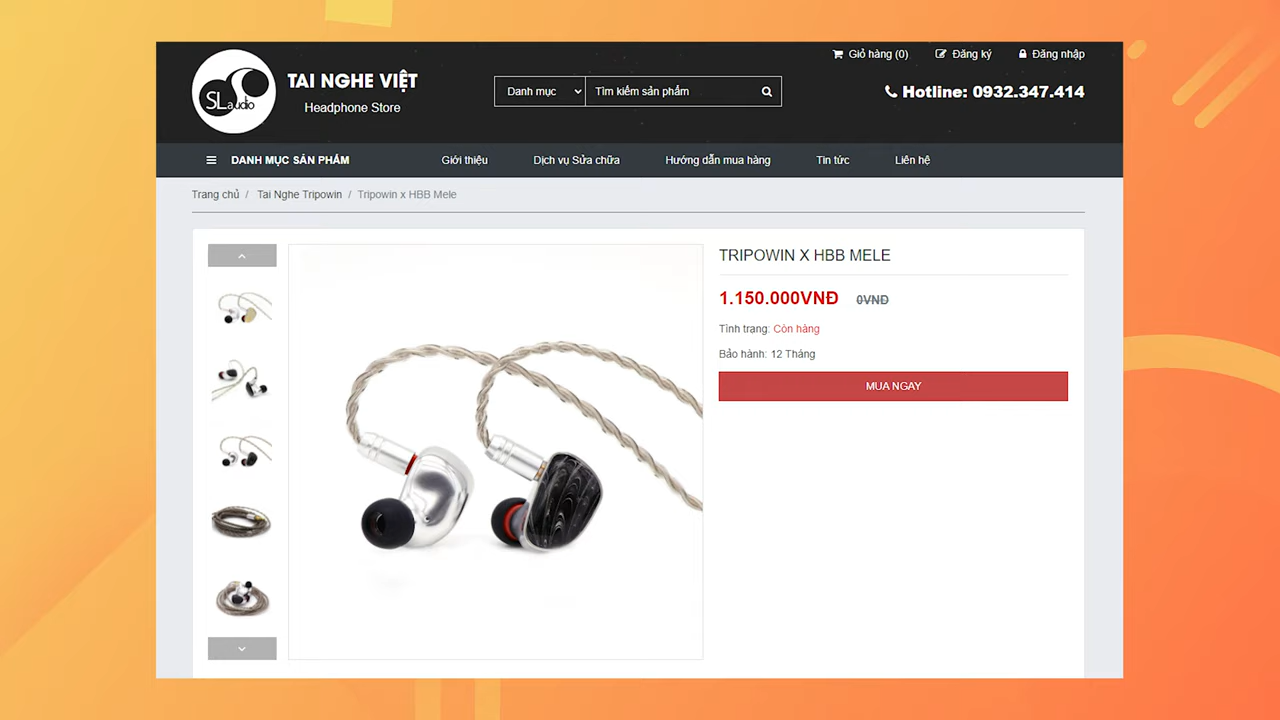 Giỏ hàng (0) Đăng ký Đăng nhập
SL audio
TAI NGHE VIỆT
Headphone Store
Danh mục Tìm kiếm sản phẩm
Hotline: 0932.347.414
DANH MỤC SẢN PHẨM Giới thiệu Dịch vụ Sửa chữa Hướng dẫn mua hàng Tin tức Liên hệ
Trang chủ / Tai Nghe Tripowin / Tripowin x HBB Mele
TRIPOWIN X HBB MELE
1.150.000VNĐ 0VNĐ
Tình trạng: Còn hàng
Bảo hành: 12 Tháng
MUA NGAY